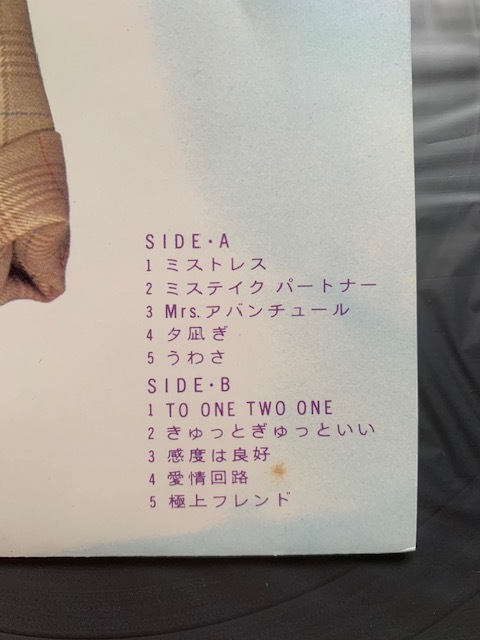 SIDE・A
1 ミストレス
2 ミステイク パートナー
3 Mrs.アバンチュール
4 夕凪ぎ
5 うわさ
SIDE・B
1 TO ONE TWO ONE
2 きゅっとぎゅっといい
3 感度は良好
4 愛情回路
5 極上フレンド